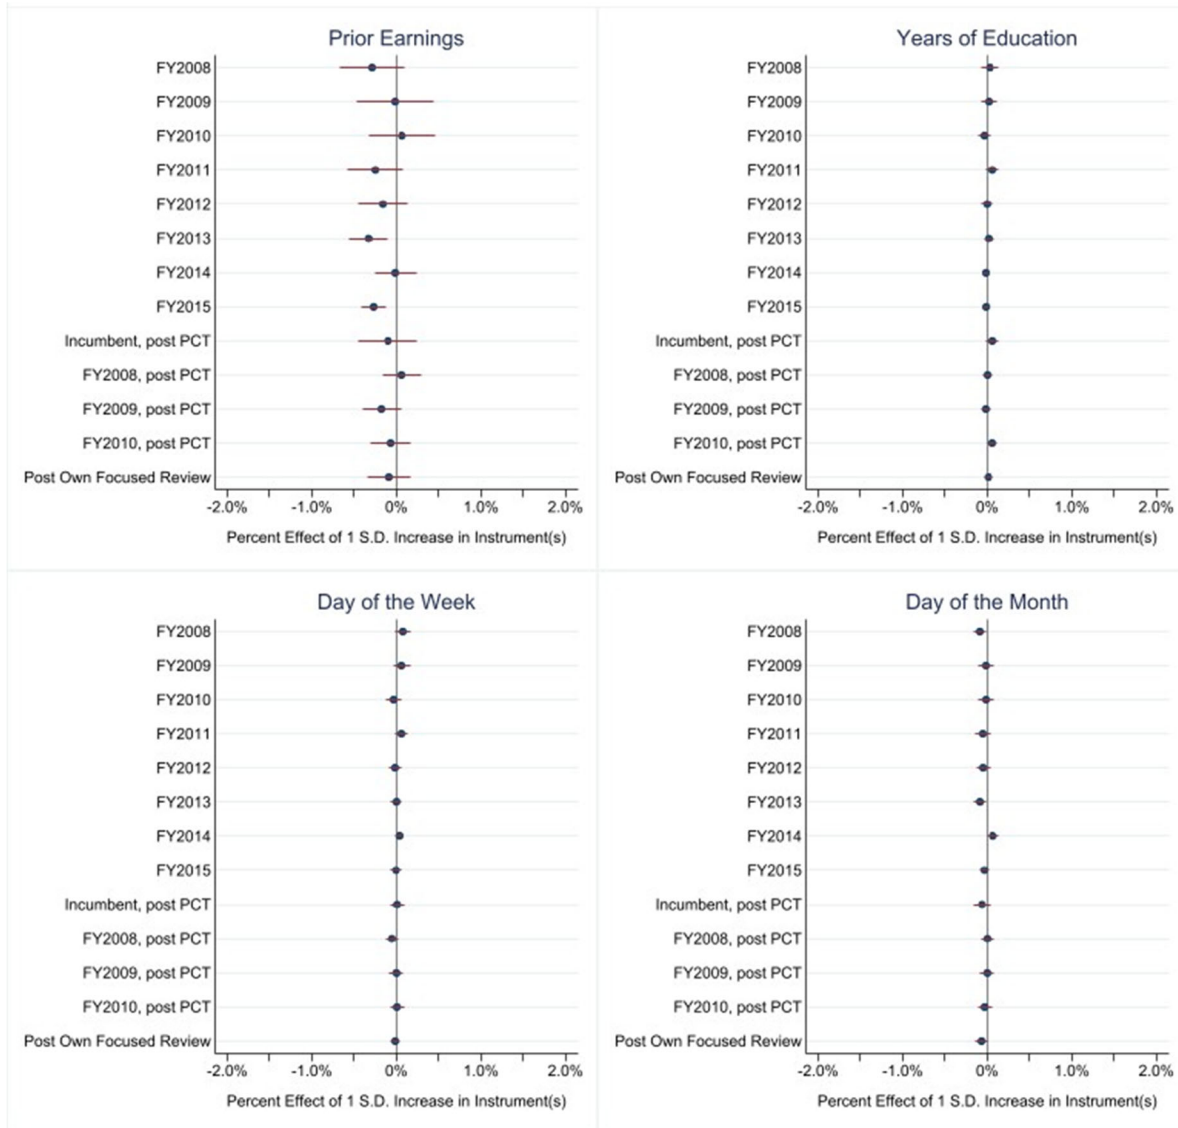 Prior Earnings
FY2008
FY2009
FY2010
FY2011
FY2012
FY2013
FY2014
FY2015
Incumbent, post PCT
FY2008, post PCT
FY2009, post PCT
FY2010, post PCT
Post Own Focused Review
-2.0% -1.0% 0% 1.0% 2.0%
Percent Effect of 1 S.D. Increase in Instrument(s)
Years of Education
FY2008
FY2009
FY2010
FY2011
FY2012
FY2013
FY2014
FY2015
Incumbent, post PCT
FY2008, post PCT
FY2009, post PCT
FY2010, post PCT
Post Own Focused Review
-2.0% -1.0% 0% 1.0% 2.0%
Percent Effect of 1 S.D. Increase in Instrument(s)
Day of the Week
FY2008
FY2009
FY2010
FY2011
FY2012
FY2013
FY2014
FY2015
Incumbent, post PCT
FY2008, post PCT
FY2009, post PCT
FY2010, post PCT
Post Own Focused Review
-2.0% -1.0% 0% 1.0% 2.0%
Percent Effect of 1 S.D. Increase in Instrument(s)
Day of the Month
FY2008
FY2009
FY2010
FY2011
FY2012
FY2013
FY2014
FY2015
Incumbent, post PCT
FY2008, post PCT
FY2009, post PCT
FY2010, post PCT
Post Own Focused Review
-2.0% -1.0% 0% 1.0% 2.0%
Percent Effect of 1 S.D. Increase in Instrument(s)